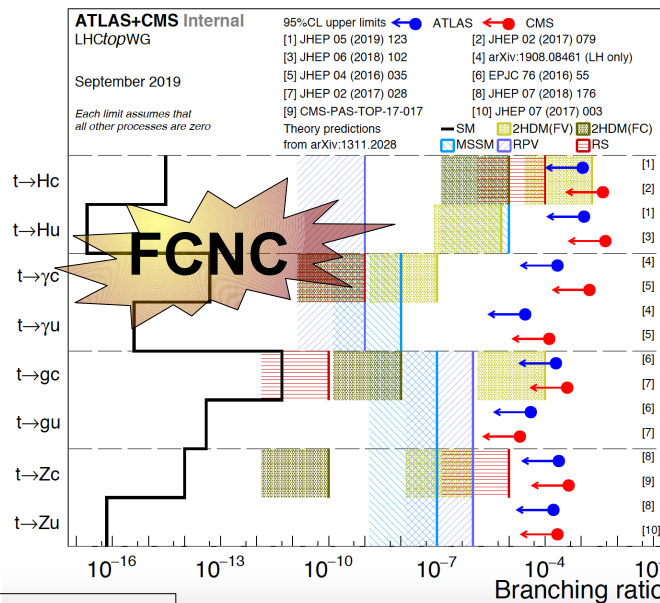 ATLAS+CMS Internal
LHCtopWG
September 2019
Each limit assumes that
all other processes are zero
95%CL upper limits ATLAS CMS
[1] JHEP 05 (2019) 123 [2] JHEP 02 (2017) 079
[3] JHEP 06 (2018) 102 [4] arXiv:1908.08461 (LH only)
[5] JHEP 04 (2016) 035 [6] EPJC 76 (2016) 55
[7] JHEP 02 (2017) 028 [8] JHEP 07 (2018) 176
[9] CMS-PAS-TOP-17-017 [10] JHEP 07 (2017) 003
Theory predictions SM 2HDM(FV) 2HDM(FC)
from arXiv:1311.2028 MSSM RPV RS
t→Hc [1]
[2]
t→Hu [1]
[3]
FCNC
t→γc [4]
[5]
t→γu [4]
[5]
t→gc [6]
[7]
t→gu [6]
[7]
t→Zc [8]
[9]
t→Zu [8]
[10]
10⁻¹⁶ 10⁻¹³ 10⁻¹⁰ 10⁻⁷ 10⁻⁴
Branching ratio